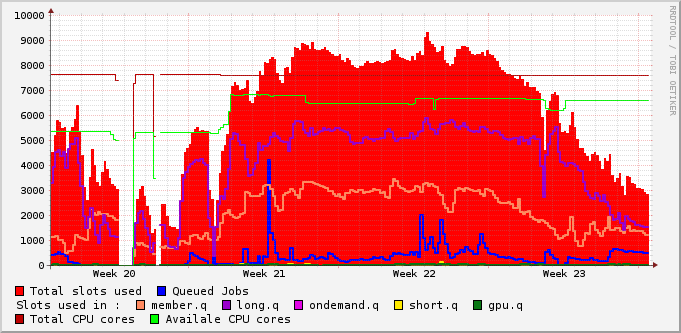 10000
9000
8000
7000
6000
5000
4000
3000
2000
1000
0
Week 20 Week 21 Week 22 Week 23
RRDTOOL / TOBI OETIKER
Total slots used Queued Jobs
Slots used in : member.q long.q ondemand.q short.q gpu.q
Total CPU cores Availale CPU cores